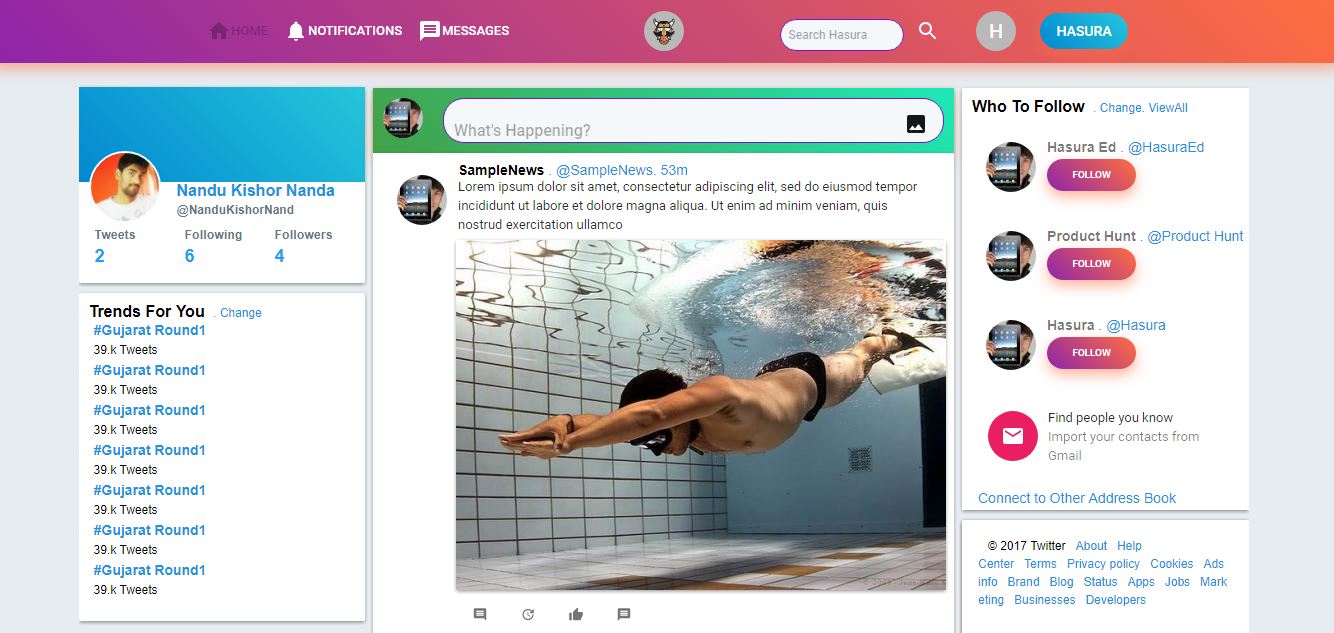 HOME NOTIFICATIONS MESSAGES Search Hasura H HASURA
Nandu Kishor Nanda
@NanduKishorNand
Tweets Following Followers
2 6 4
Trends For You . Change
#Gujarat Round1
39.k Tweets
#Gujarat Round1
39.k Tweets
#Gujarat Round1
39.k Tweets
#Gujarat Round1
39.k Tweets
#Gujarat Round1
39.k Tweets
#Gujarat Round1
39.k Tweets
#Gujarat Round1
39.k Tweets
What's Happening?
SampleNews . @SampleNews. 53m
Lorem ipsum dolor sit amet, consectetur adipiscing elit, sed do eiusmod tempor
incididunt ut labore et dolore magna aliqua. Ut enim ad minim veniam, quis
nostrud exercitation ullamco
Who To Follow . Change. ViewAll
Hasura Ed . @HasuraEd
FOLLOW
Product Hunt . @Product Hunt
FOLLOW
Hasura . @Hasura
FOLLOW
Find people you know
Import your contacts from
Gmail
Connect to Other Address Book
© 2017 Twitter About Help
Center Terms Privacy policy Cookies Ads
info Brand Blog Status Apps Jobs Mark
eting Businesses Developers